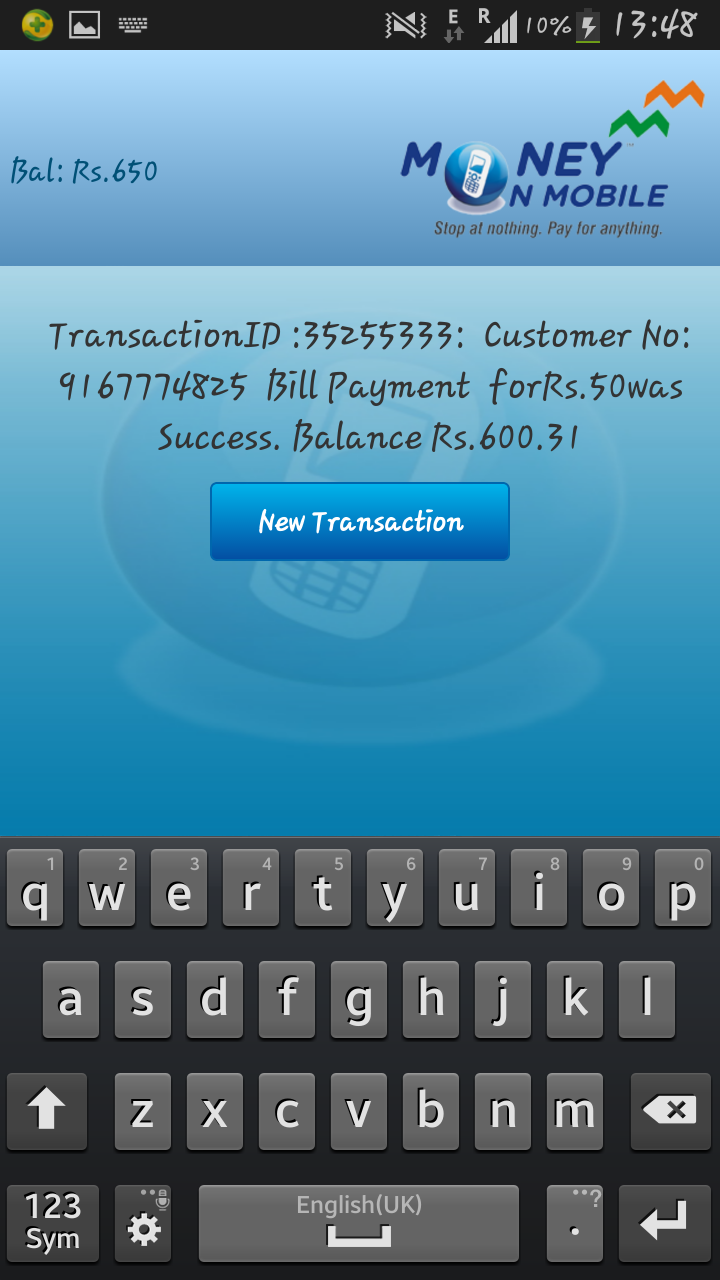 E R 10% 13:48
Bal: Rs.650
MONEY
ON MOBILE
Stop at nothing. Pay for anything.
TransactionID :35255333: Customer No:
9167774825 Bill Payment forRs.50was
Success. Balance Rs.600.31
New Transaction
1 2 3 4 5 6 7 8 9 0
q w e r t y u i o p
a s d f g h j k l
z x c v b n m
123 English(UK) ..?
Sym .